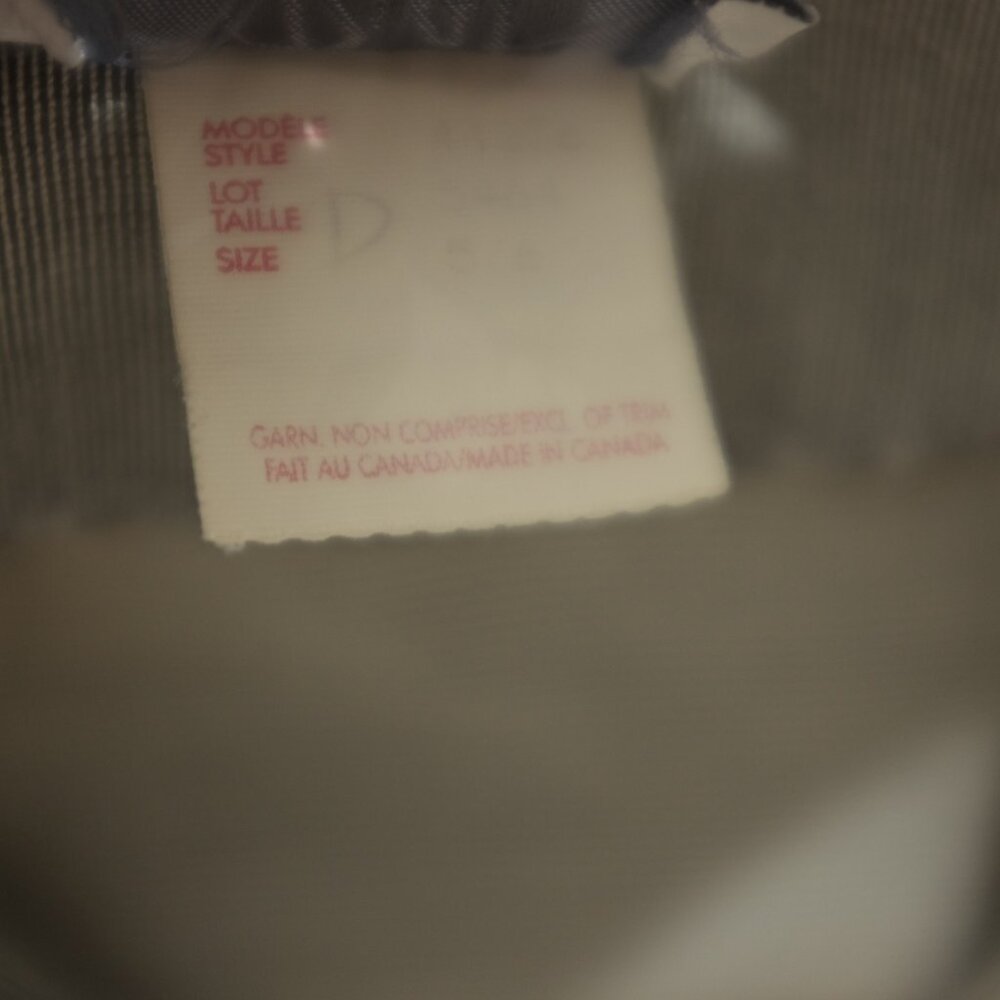 MODÈLE
STYLE
LOT
TAILLE
SIZE
D
GARN. NON COMPRISE/EXCL. OF TRIM
FAIT AU CANADA/MADE IN CANADA